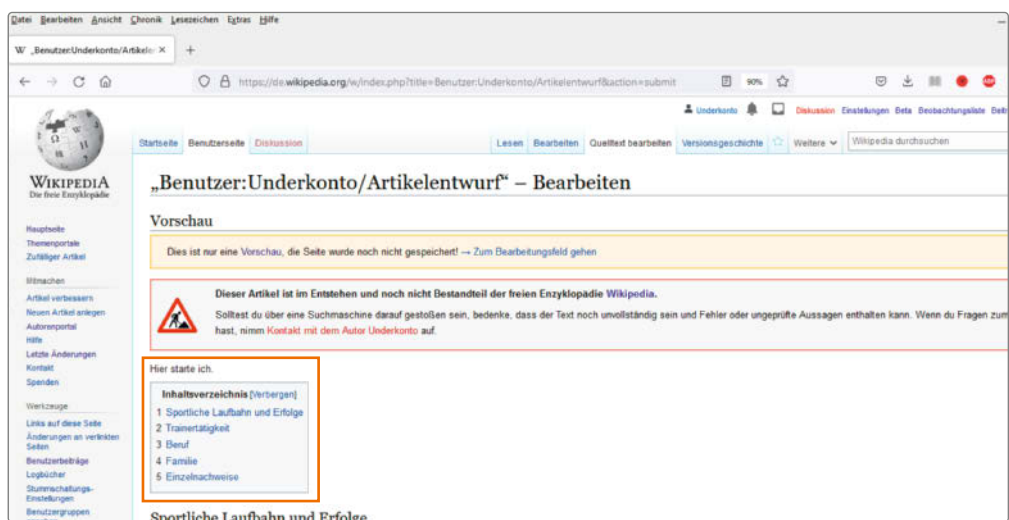 Datei Bearbeiten Ansicht Chronik Lesezeichen Extras Hilfe
W „Benutzer:Underkonto/Artikeler ×
https://de.wikipedia.org/w/index.php?title=Benutzer:Underkonto/Artikelentwurf&action=submit 90% ABP
Underkonto Diskussion Einstellungen Beta Beobachtungsliste
Startseite Benutzerseite Diskussion Lesen Bearbeiten Quelltext bearbeiten Versionsgeschichte Weitere Wikipedia durchsuchen
WIKIPEDIA
Die freie Enzyklopädie
Hauptseite
Themenportale
Zufälliger Artikel
Mitmachen
Artikel verbessern
Neuen Artikel anlegen
Autorenportal
Hilfe
Letzte Änderungen
Kontakt
Spenden
Werkzeuge
Links auf diese Seite
Änderungen an verlinkten
Seiten
Benutzerbeiträge
Logbücher
Stummschaltungs-
Einstellungen
Benutzergruppen
„Benutzer:Underkonto/Artikelentwurf“ – Bearbeiten
Vorschau
Dies ist nur eine Vorschau, die Seite wurde noch nicht gespeichert! → Zum Bearbeitungsfeld gehen
Dieser Artikel ist im Entstehen und noch nicht Bestandteil der freien Enzyklopädie Wikipedia.
Solltest du über eine Suchmaschine darauf gestoßen sein, bedenke, dass der Text noch unvollständig sein und Fehler oder ungeprüfte Aussagen enthalten kann. Wenn du Fragen zum
hast, nimm Kontakt mit dem Autor Underkonto auf.
Hier starte ich.
Inhaltsverzeichnis [Verbergen]
1 Sportliche Laufbahn und Erfolge
2 Trainertätigkeit
3 Beruf
4 Familie
5 Einzelnachweise
Sportliche Laufbahn und Erfolge